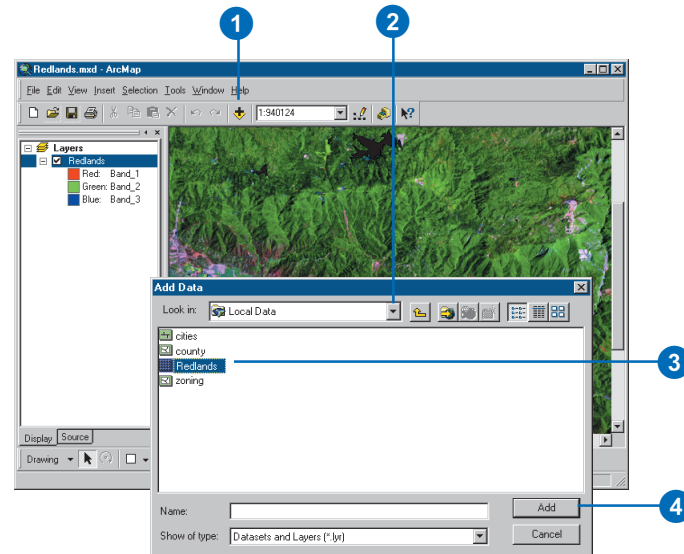 1
2
Redlands.mxd - ArcMap
File Edit View Insert Selection Tools Window Help
1:940124
Layers
Redlands
Red: Band_1
Green: Band_2
Blue: Band_3
Add Data
Look in: Local Data
cities
county
Redlands
3
zoning
Display Source
Drawing
Name:
Add
4
Show of type: Datasets and Layers (*.lyr)
Cancel